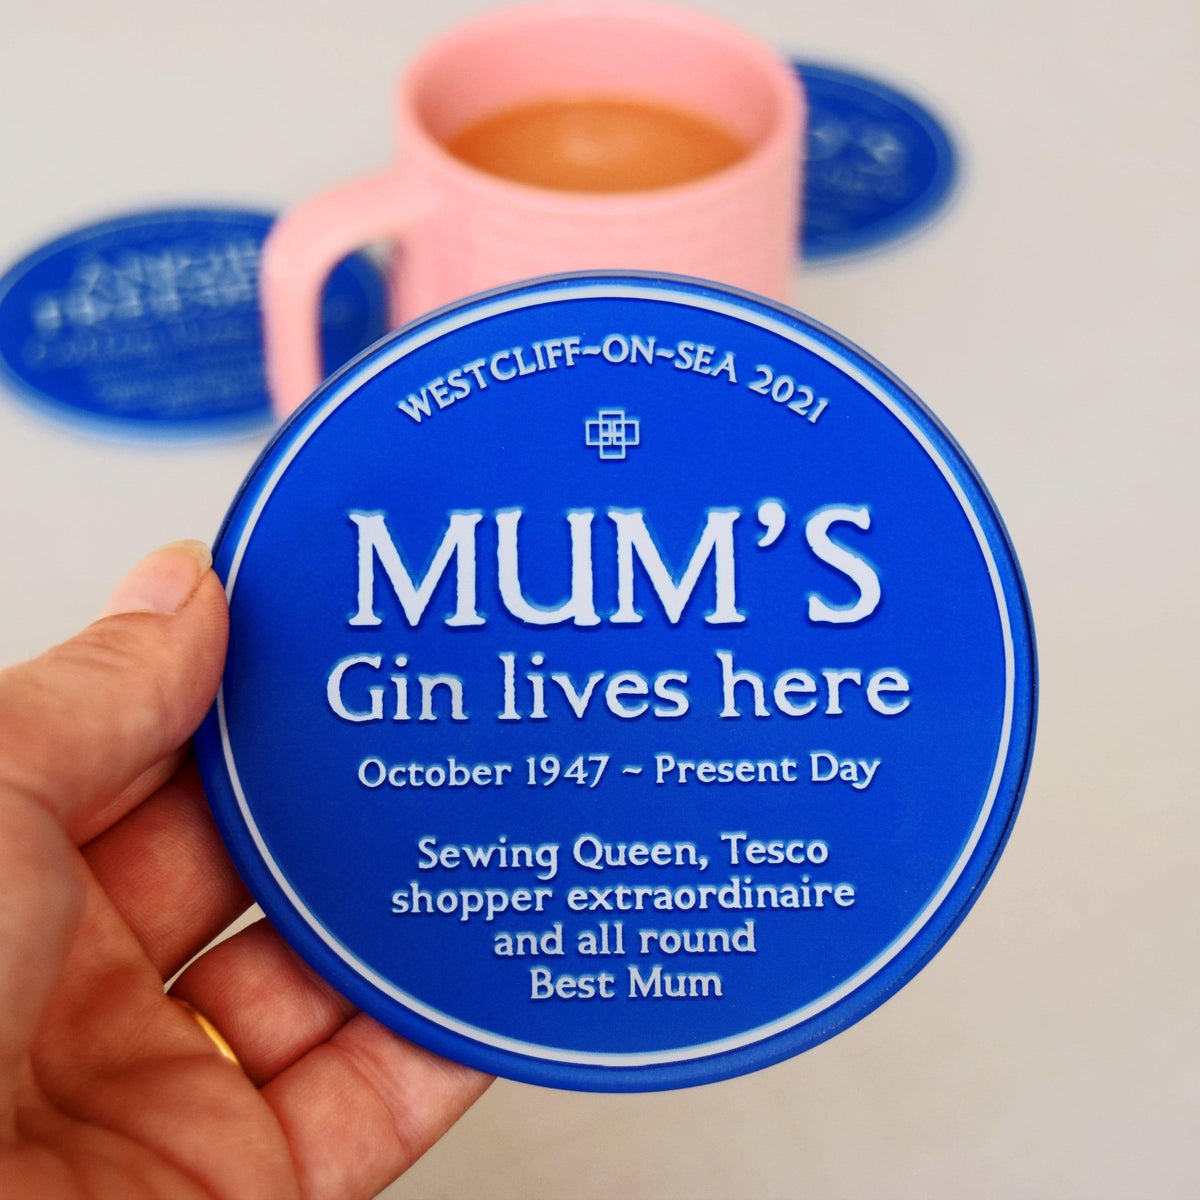 WESTCLIFF~ON~SEA 2021
MUM'S
Gin lives here
October 1947 ~ Present Day
Sewing Queen, Tesco
shopper extraordinaire
and all round
Best Mum